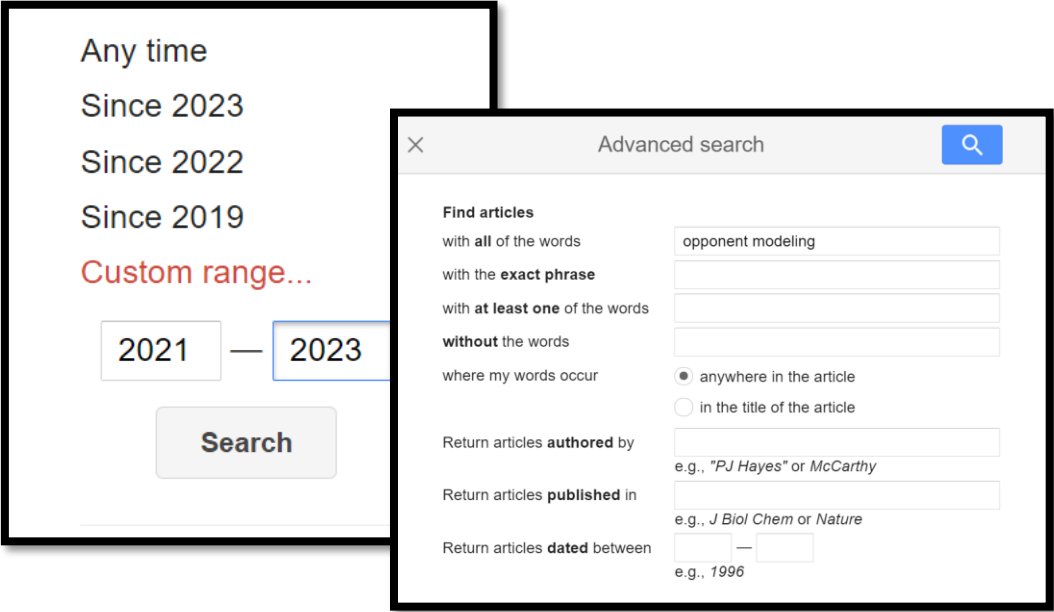 Any time
Since 2023
Since 2022
Since 2019
Custom range...
2021 — 2023
Search
Advanced search
Find articles
with all of the words opponent modeling
with the exact phrase
with at least one of the words
without the words
where my words occur anywhere in the article
in the title of the article
Return articles authored by
e.g., "PJ Hayes" or McCarthy
Return articles published in
e.g., J Biol Chem or Nature
Return articles dated between —
e.g., 1996